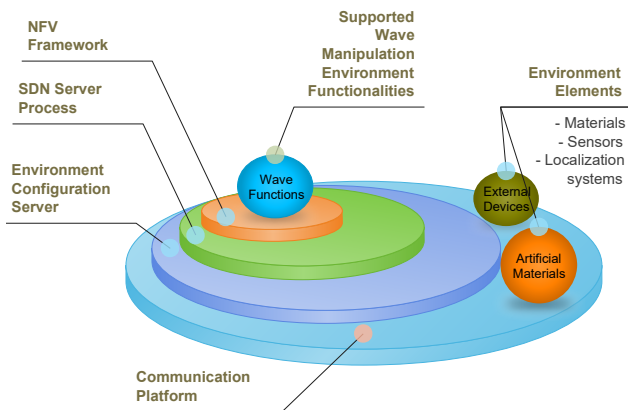 NFV
Framework
SDN Server
Process
Environment
Configuration
Server
Supported
Wave
Manipulation
Environment
Functionalities
Environment
Elements
- Materials
- Sensors
- Localization
systems
Wave
Functions
External
Devices
Artificial
Materials
Communication
Platform